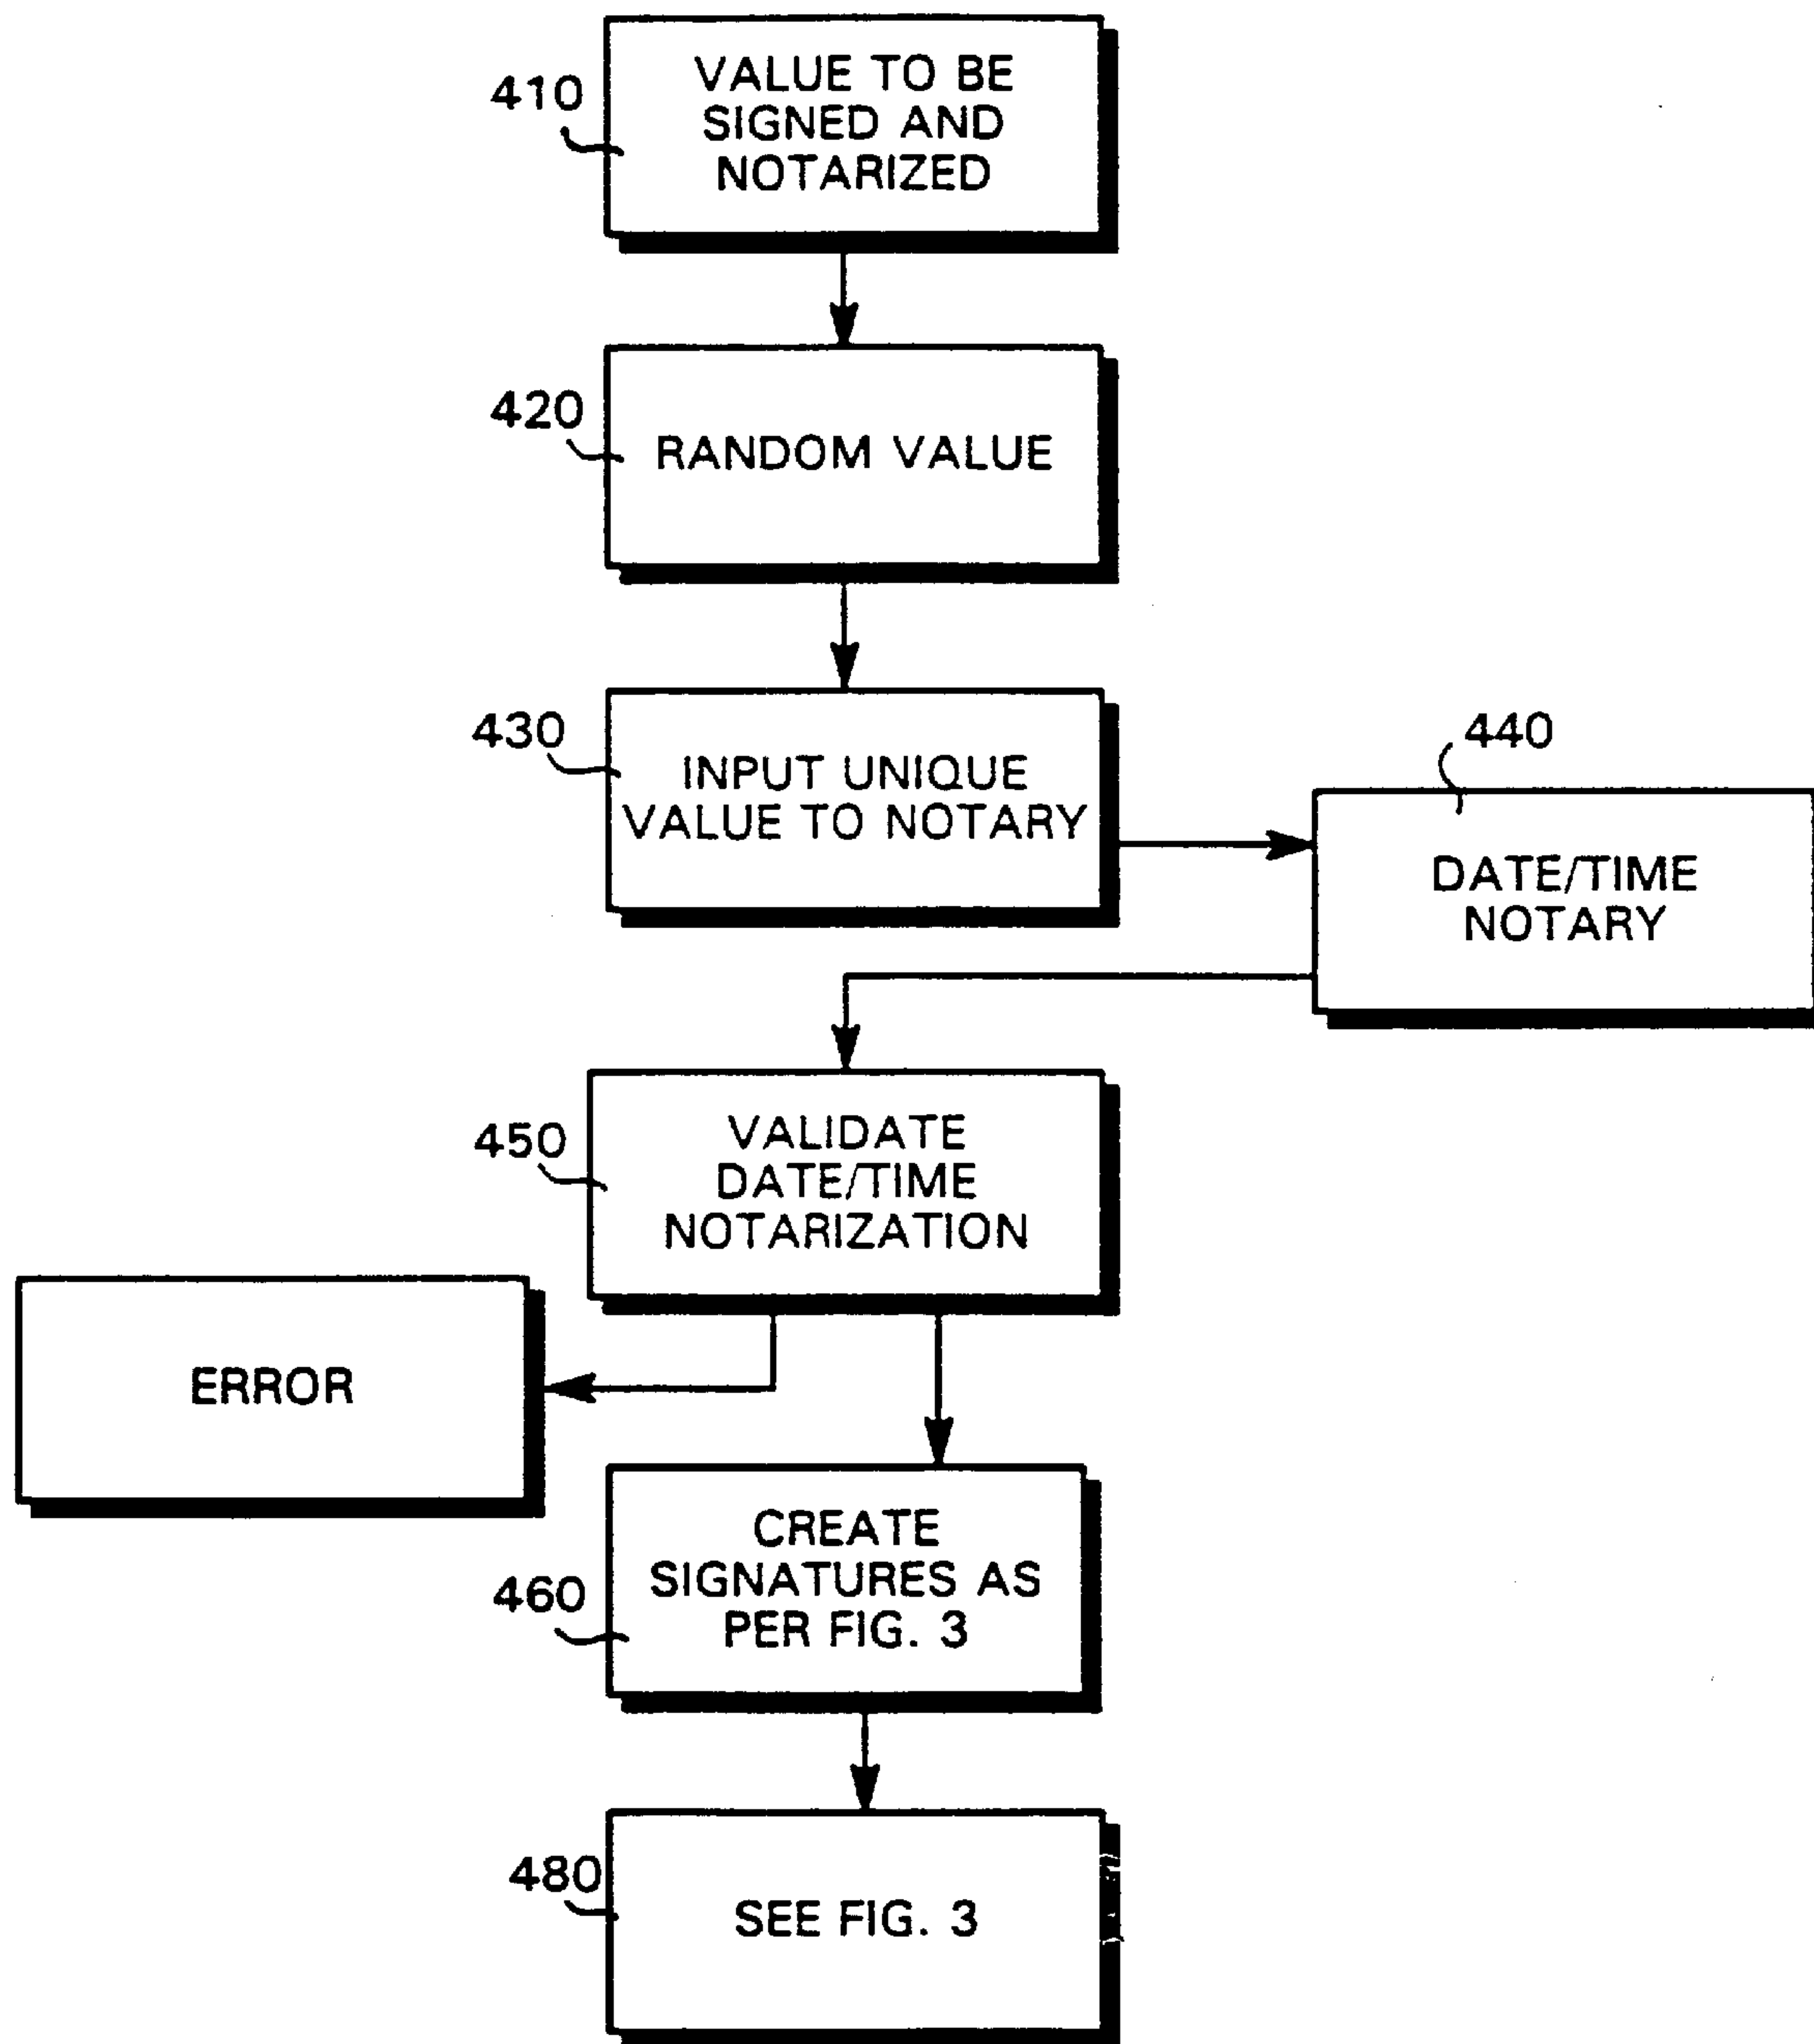 410
VALUE TO BE
SIGNED AND
NOTARIZED
420
RANDOM VALUE
430
INPUT UNIQUE
VALUE TO NOTARY
440
DATE/TIME
NOTARY
450
VALIDATE
DATE/TIME
NOTARIZATION
ERROR
460
CREATE
SIGNATURES AS
PER FIG. 3
480
SEE FIG. 3